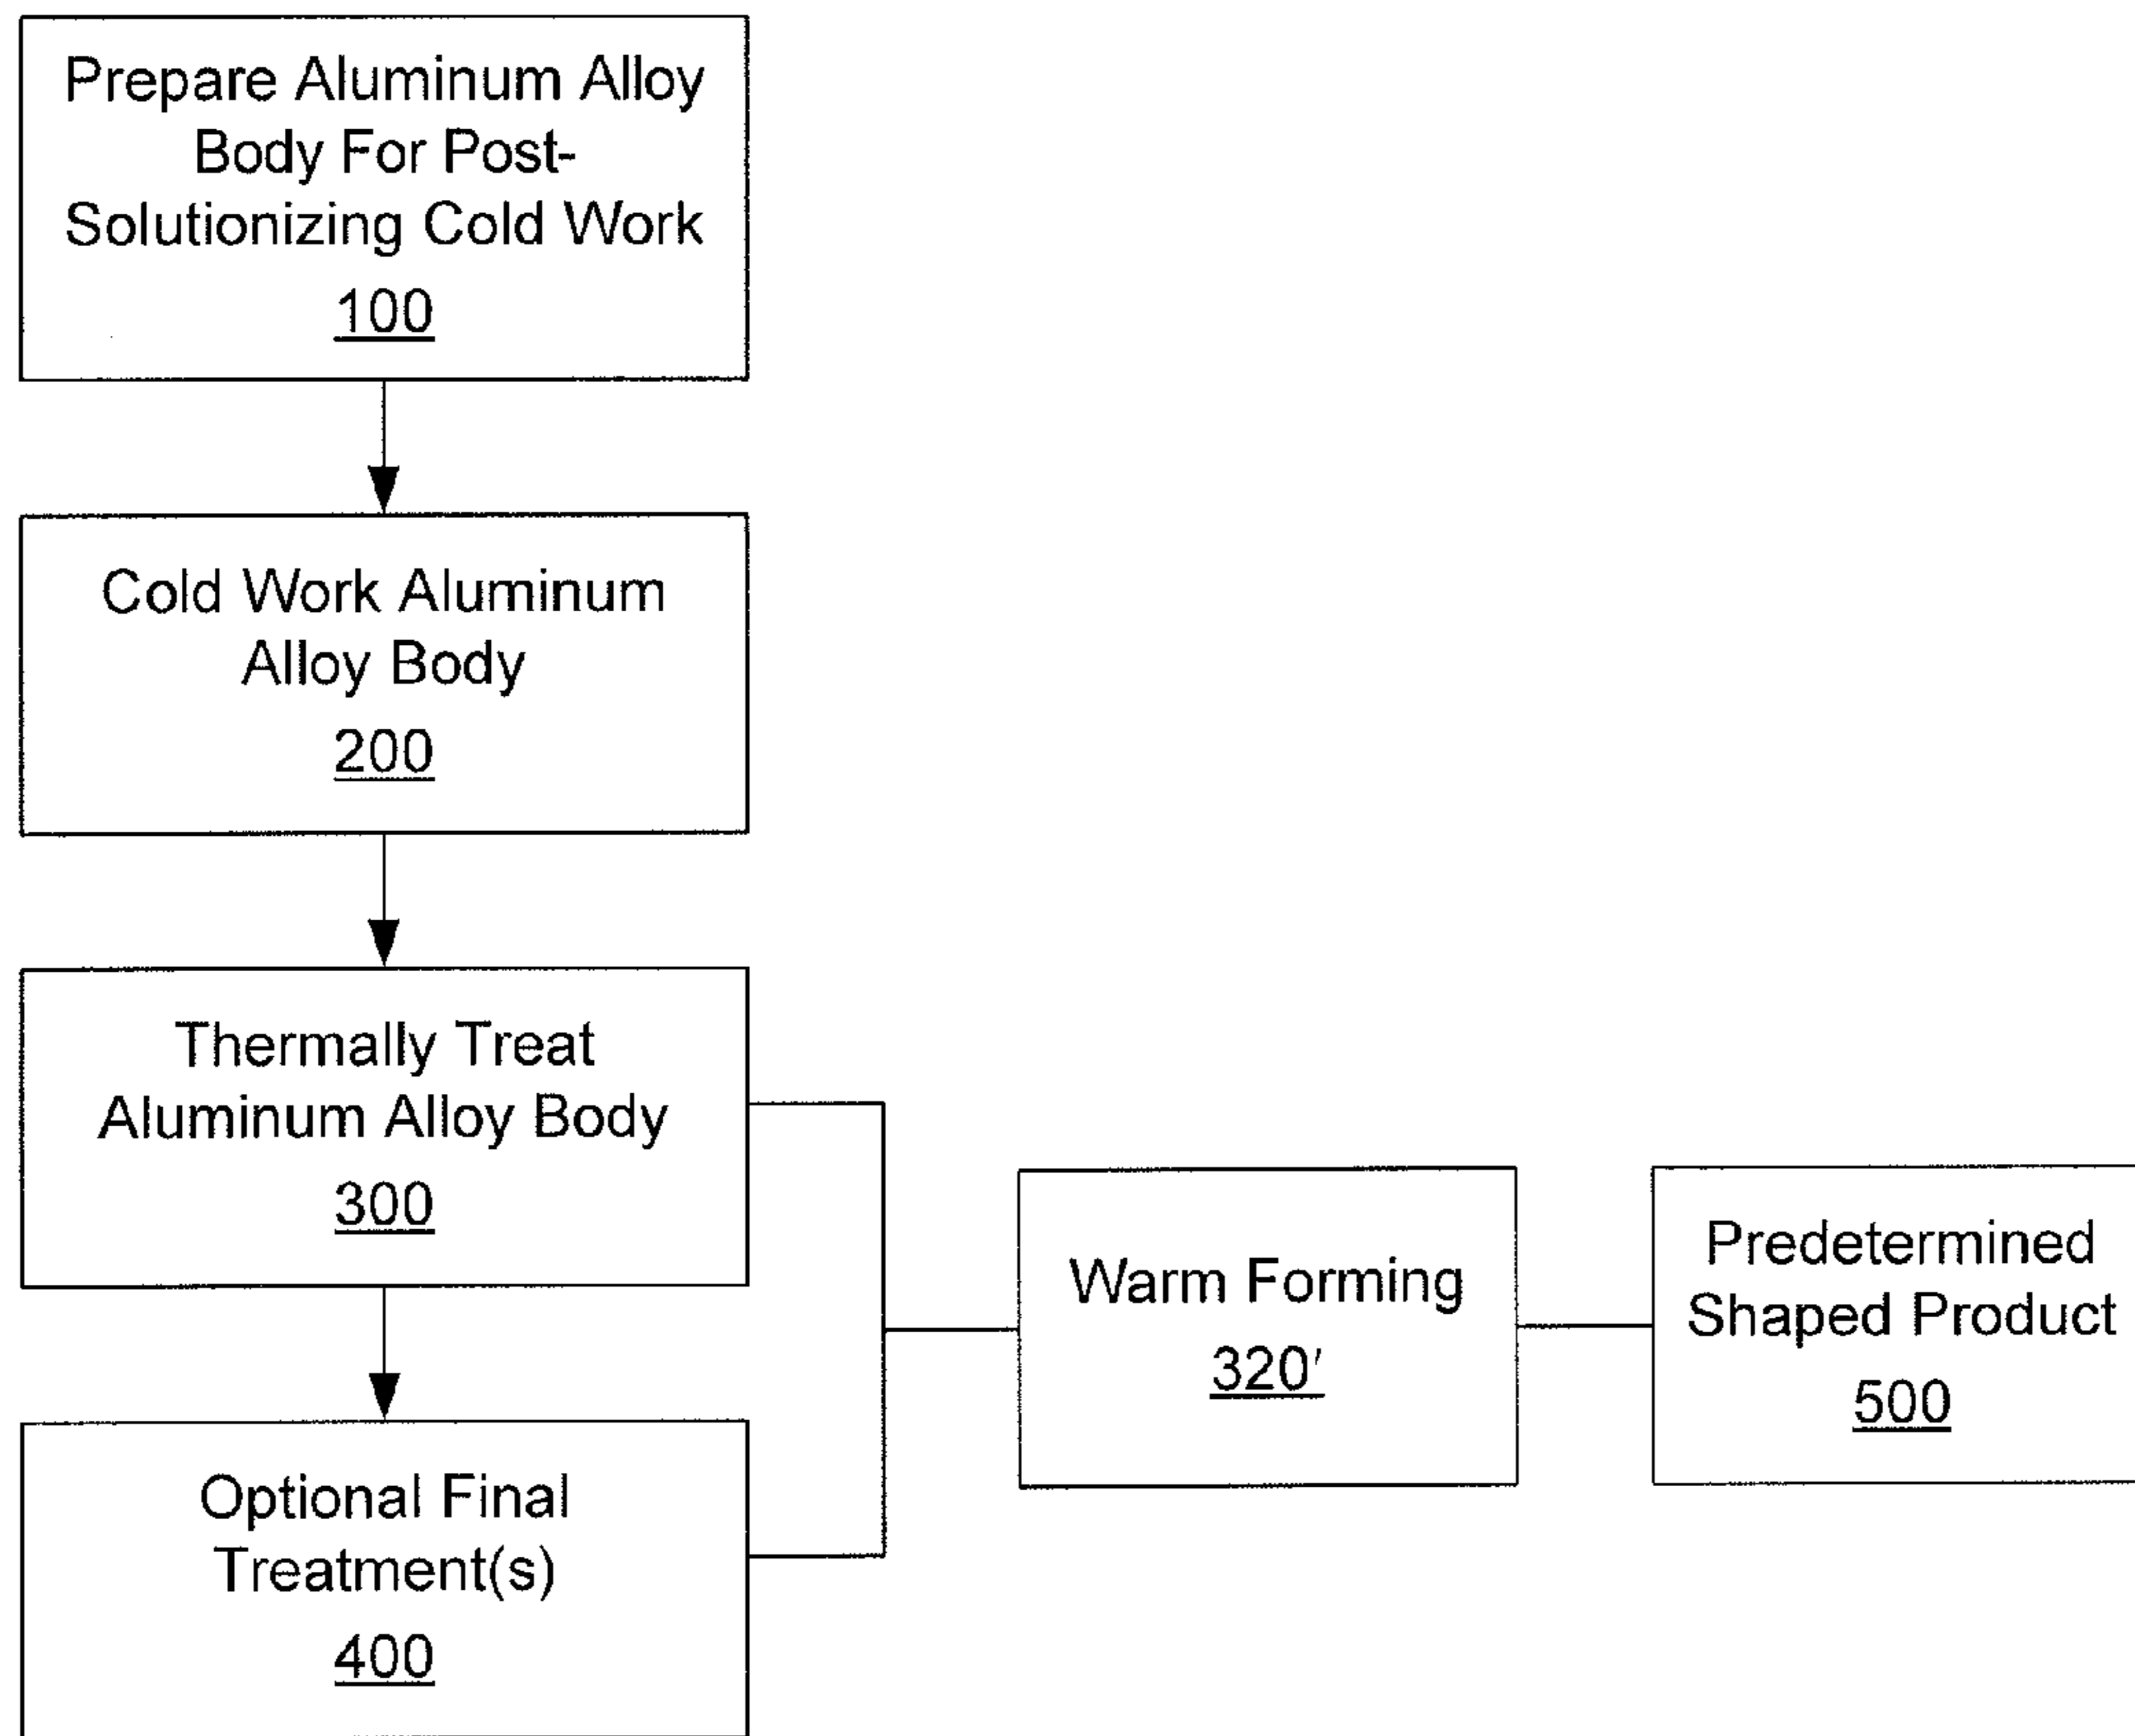 Prepare Aluminum Alloy
Body For Post-
Solutionizing Cold Work
100
Cold Work Aluminum
Alloy Body
200
Thermally Treat
Aluminum Alloy Body
300
Optional Final
Treatment(s)
400
Warm Forming
320'
Predetermined
Shaped Product
500